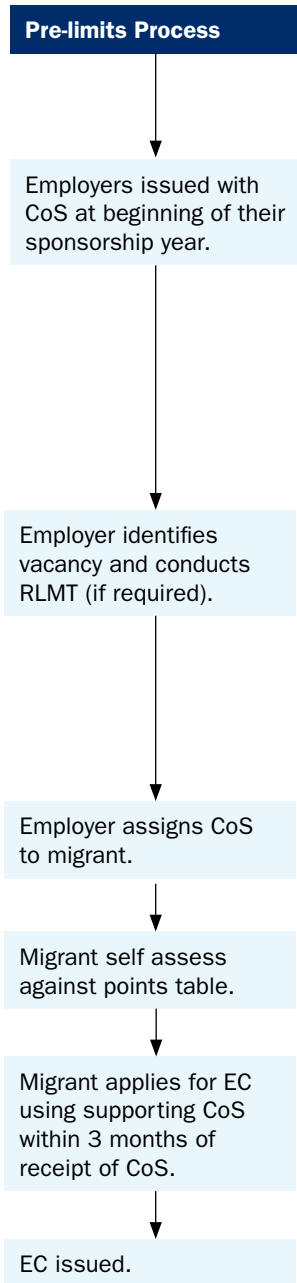 Pre-limits Process
Employers issued with
CoS at beginning of their
sponsorship year.
Employer identifies
vacancy and conducts
RLMT (if required).
Employer assigns CoS
to migrant.
Migrant self assess
against points table.
Migrant applies for EC
using supporting CoS
within 3 months of
receipt of CoS.
EC issued.